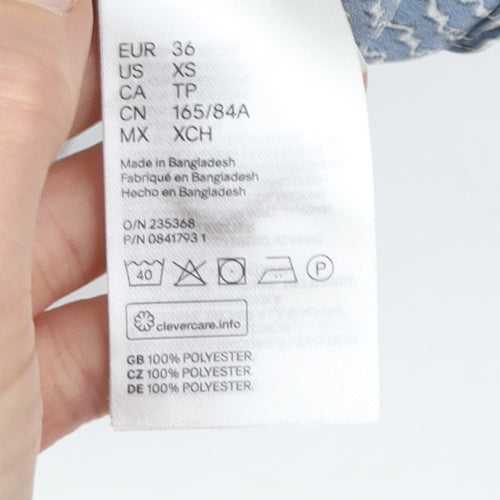 EUR 36
US XS
CA TP
CN 165/84A
MX XCH
Made in Bangladesh
Fabriqué en Bangladesh
Hecho en Bangladesh
O/N 235368
P/N 0841793 1
40 P
clevercare.info
GB 100% POLYESTER.
CZ 100% POLYESTER.
DE 100% POLYESTER.